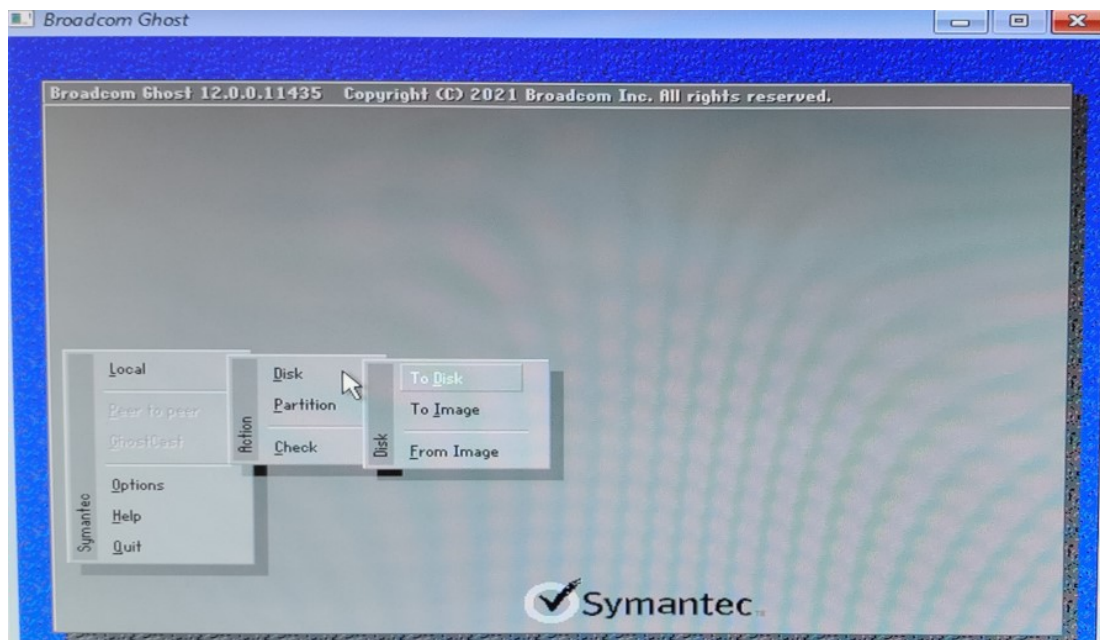 Broadcom Ghost
Broadcom Ghost 12.0.0.11435 Copyright (C) 2021 Broadcom Inc. All rights reserved.
Local
Peer to peer
GhostCast
Options
Help
Quit
Symantec
Disk
Partition
Check
Action
To Disk
To Image
From Image
Disk
Symantec